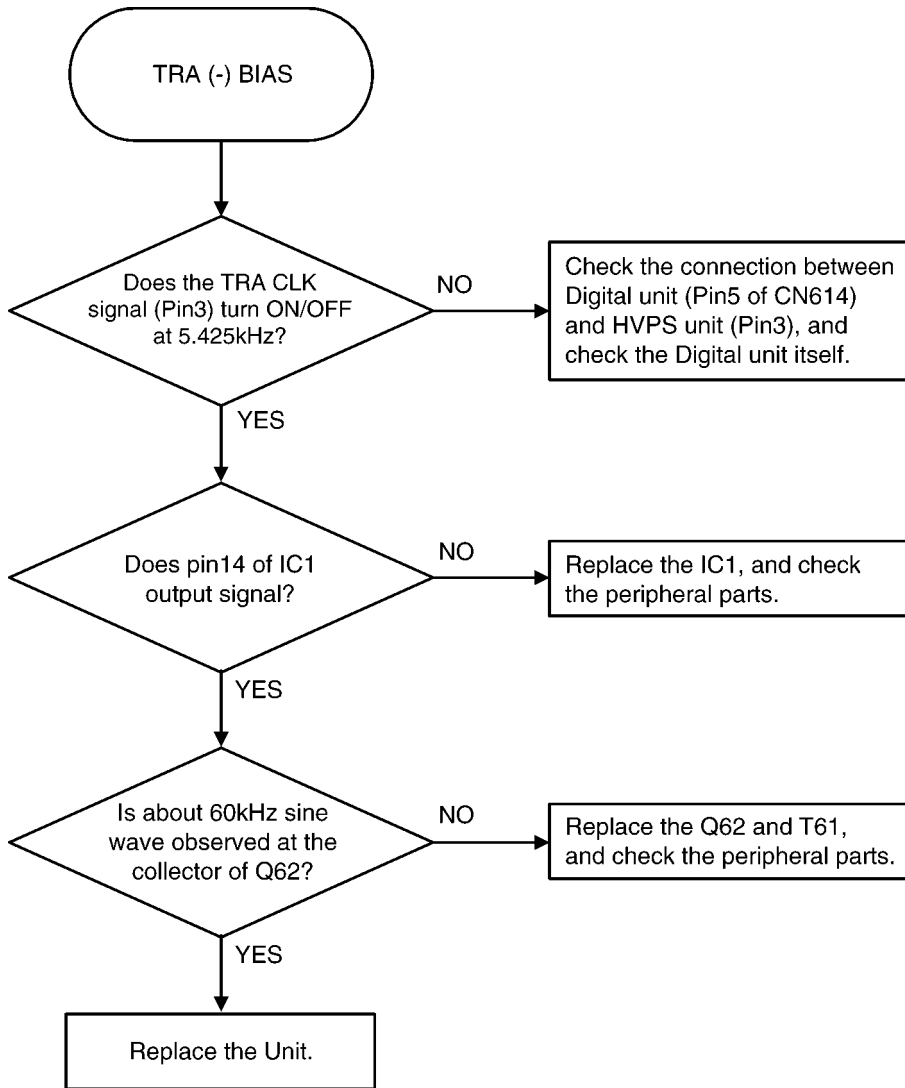 TRA (-) BIAS
Does the TRA CLK
signal (Pin3) turn ON/OFF
at 5.425kHz?
NO
Check the connection between
Digital unit (Pin5 of CN614)
and HVPS unit (Pin3), and
check the Digital unit itself.
YES
Does pin14 of IC1
output signal?
NO
Replace the IC1, and check
the peripheral parts.
YES
Is about 60kHz sine
wave observed at the
collector of Q62?
NO
Replace the Q62 and T61,
and check the peripheral parts.
YES
Replace the Unit.